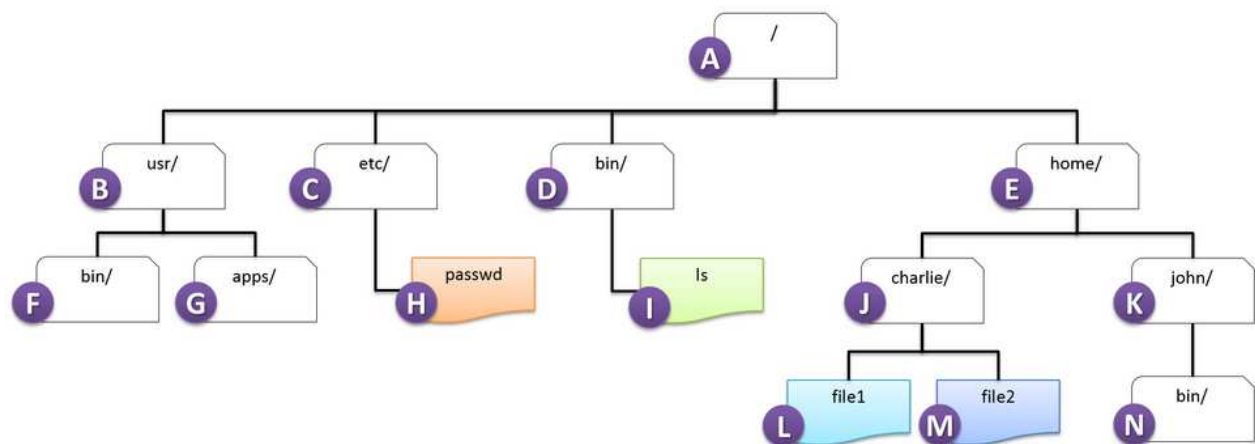 /
A
usr/
B
etc/
C
bin/
D
home/
E
bin/
F
apps/
G
passwd
H
ls
I
charlie/
J
john/
K
file1
L
file2
M
bin/
N